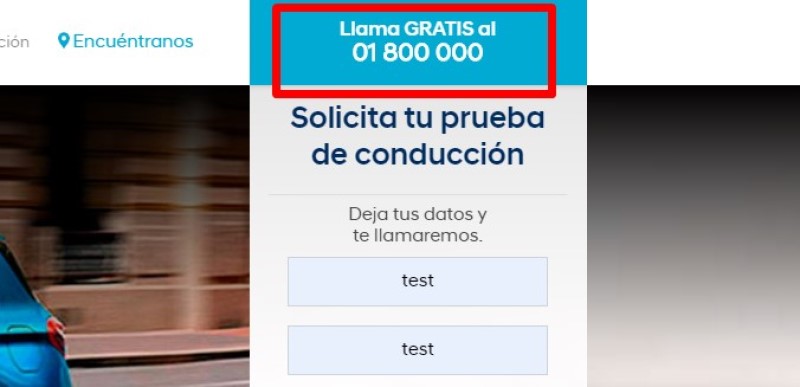 ción
Encuéntranos
Llama GRATIS al
01 800 000
Solicita tu prueba
de conducción
Deja tus datos y
te llamaremos.
test
test